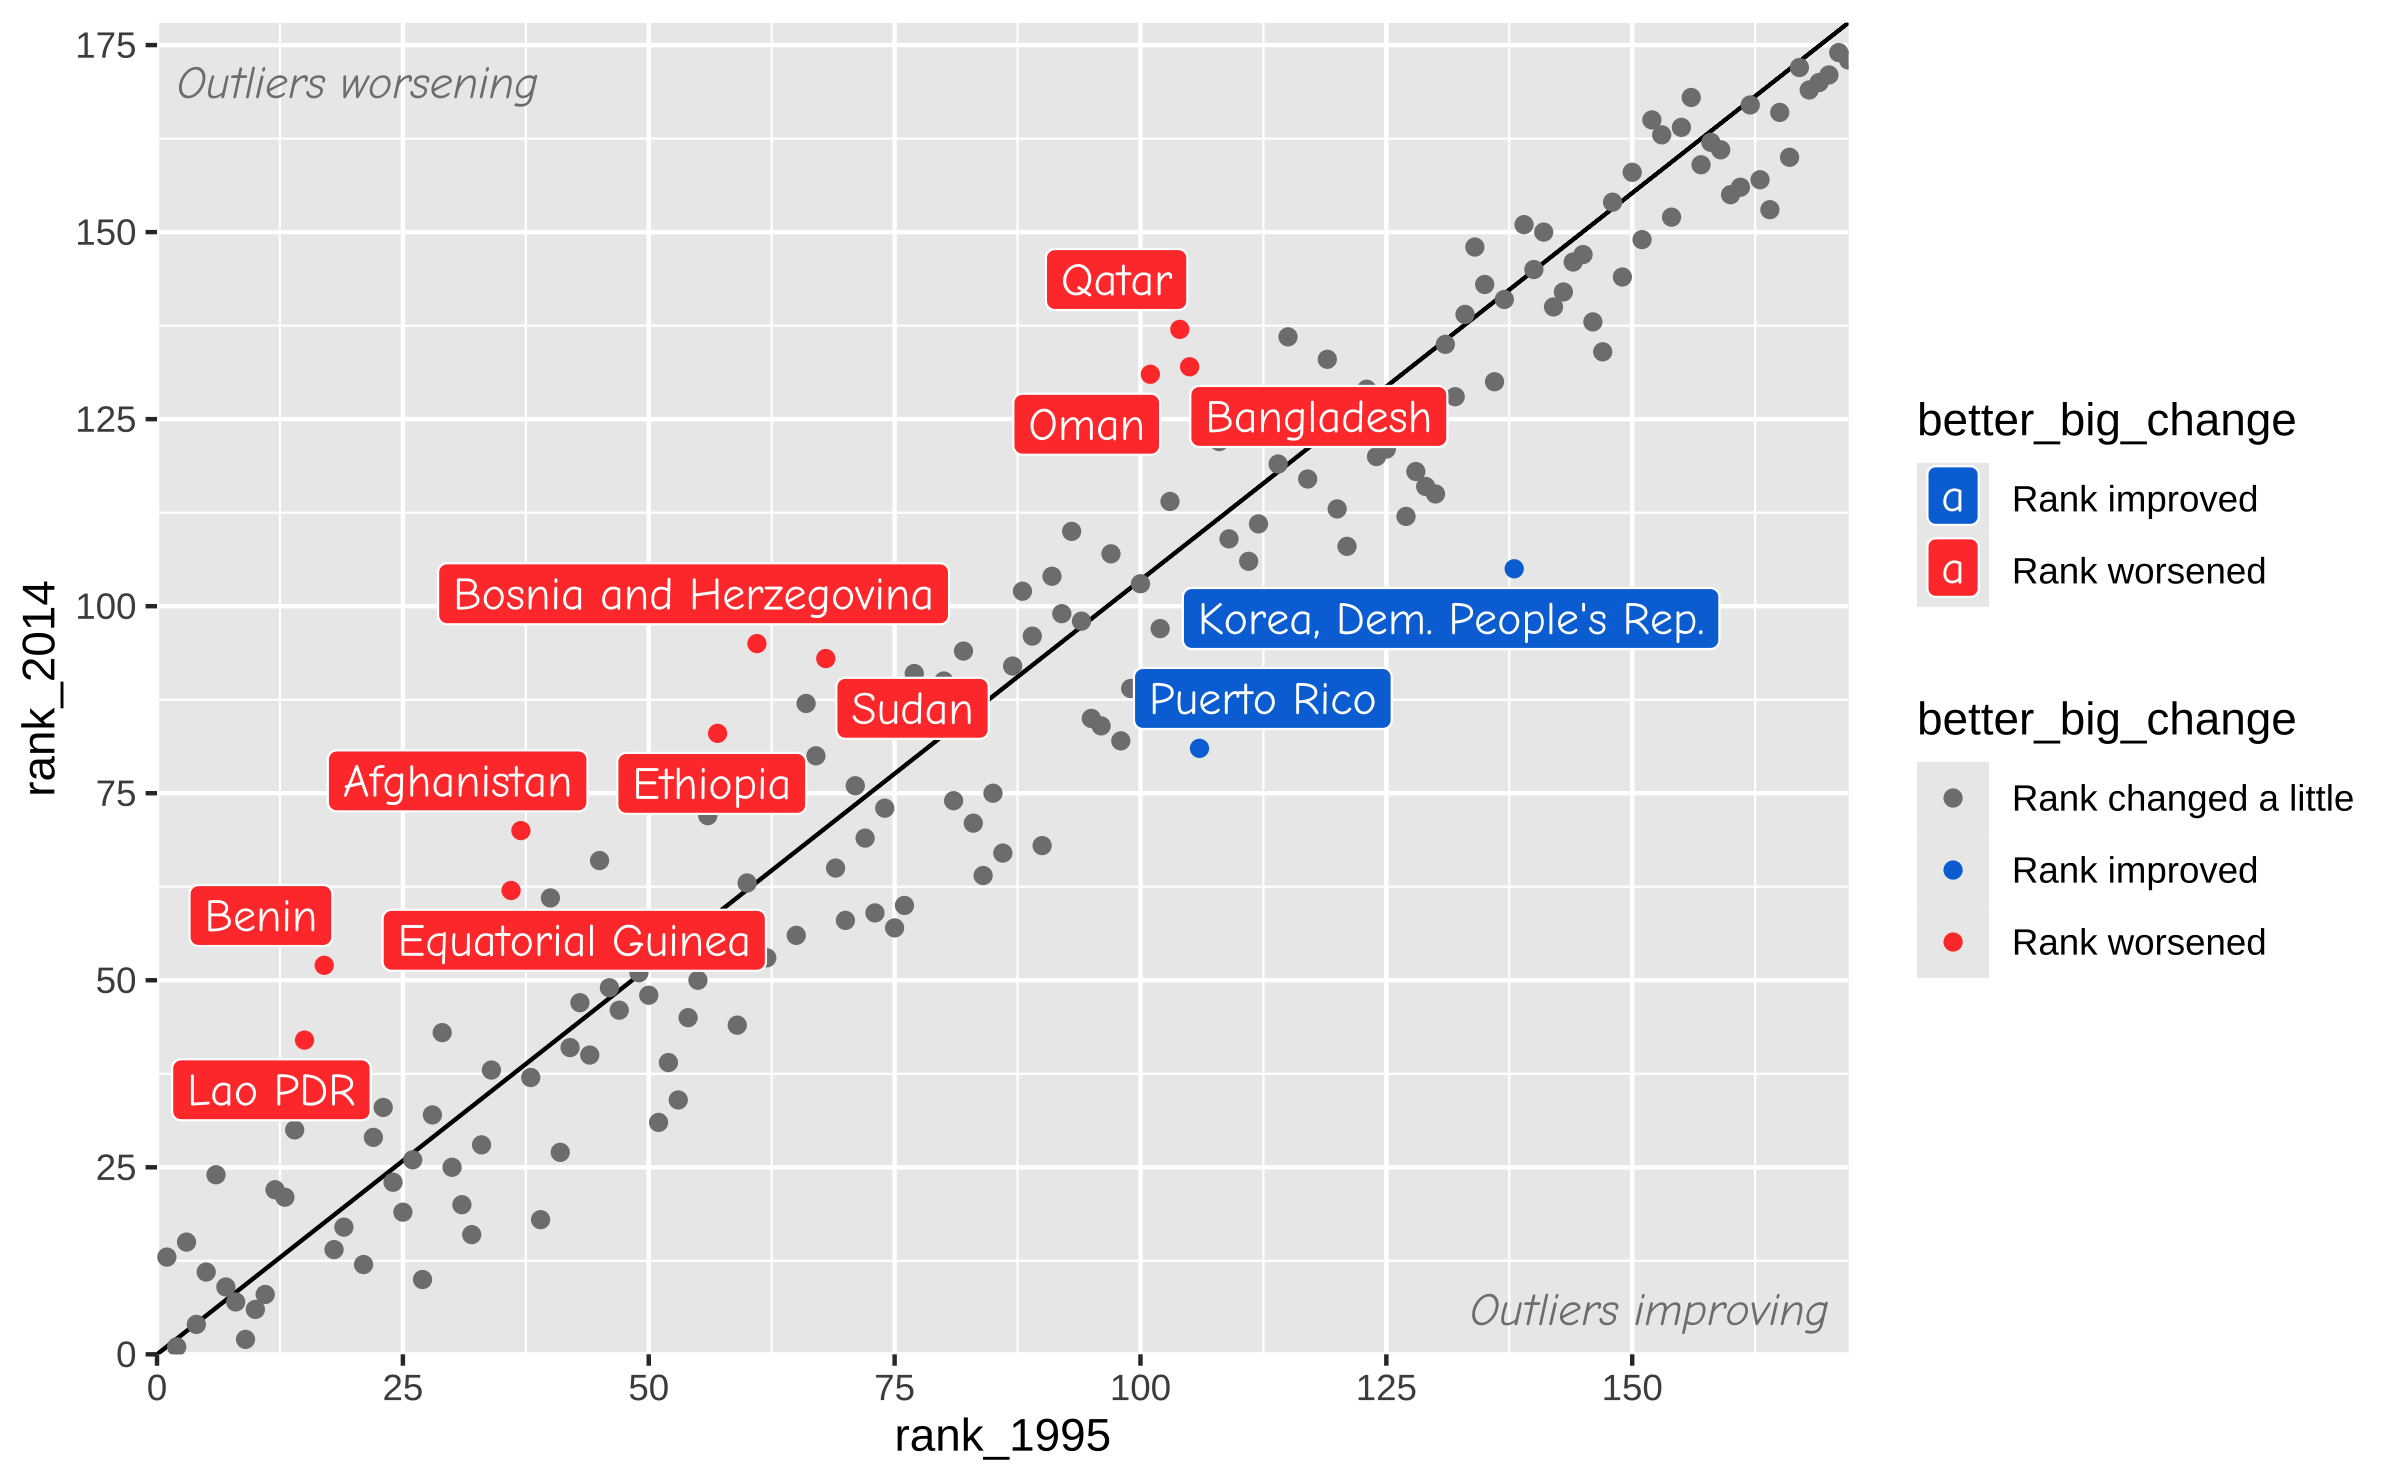 175
Outliers worsening
150
Qatar
Oman
Bangladesh
125
Bosnia and Herzegovina
100
Korea, Dem. People's Rep.
Sudan
Puerto Rico
Afghanistan
Ethiopia
75
Benin
Equatorial Guinea
50
Lao PDR
25
Outliers improving
0
0 25 50 75 100 125 150
rank_1995
rank_2014
better_big_change
a Rank improved
a Rank worsened
better_big_change
Rank changed a little
Rank improved
Rank worsened